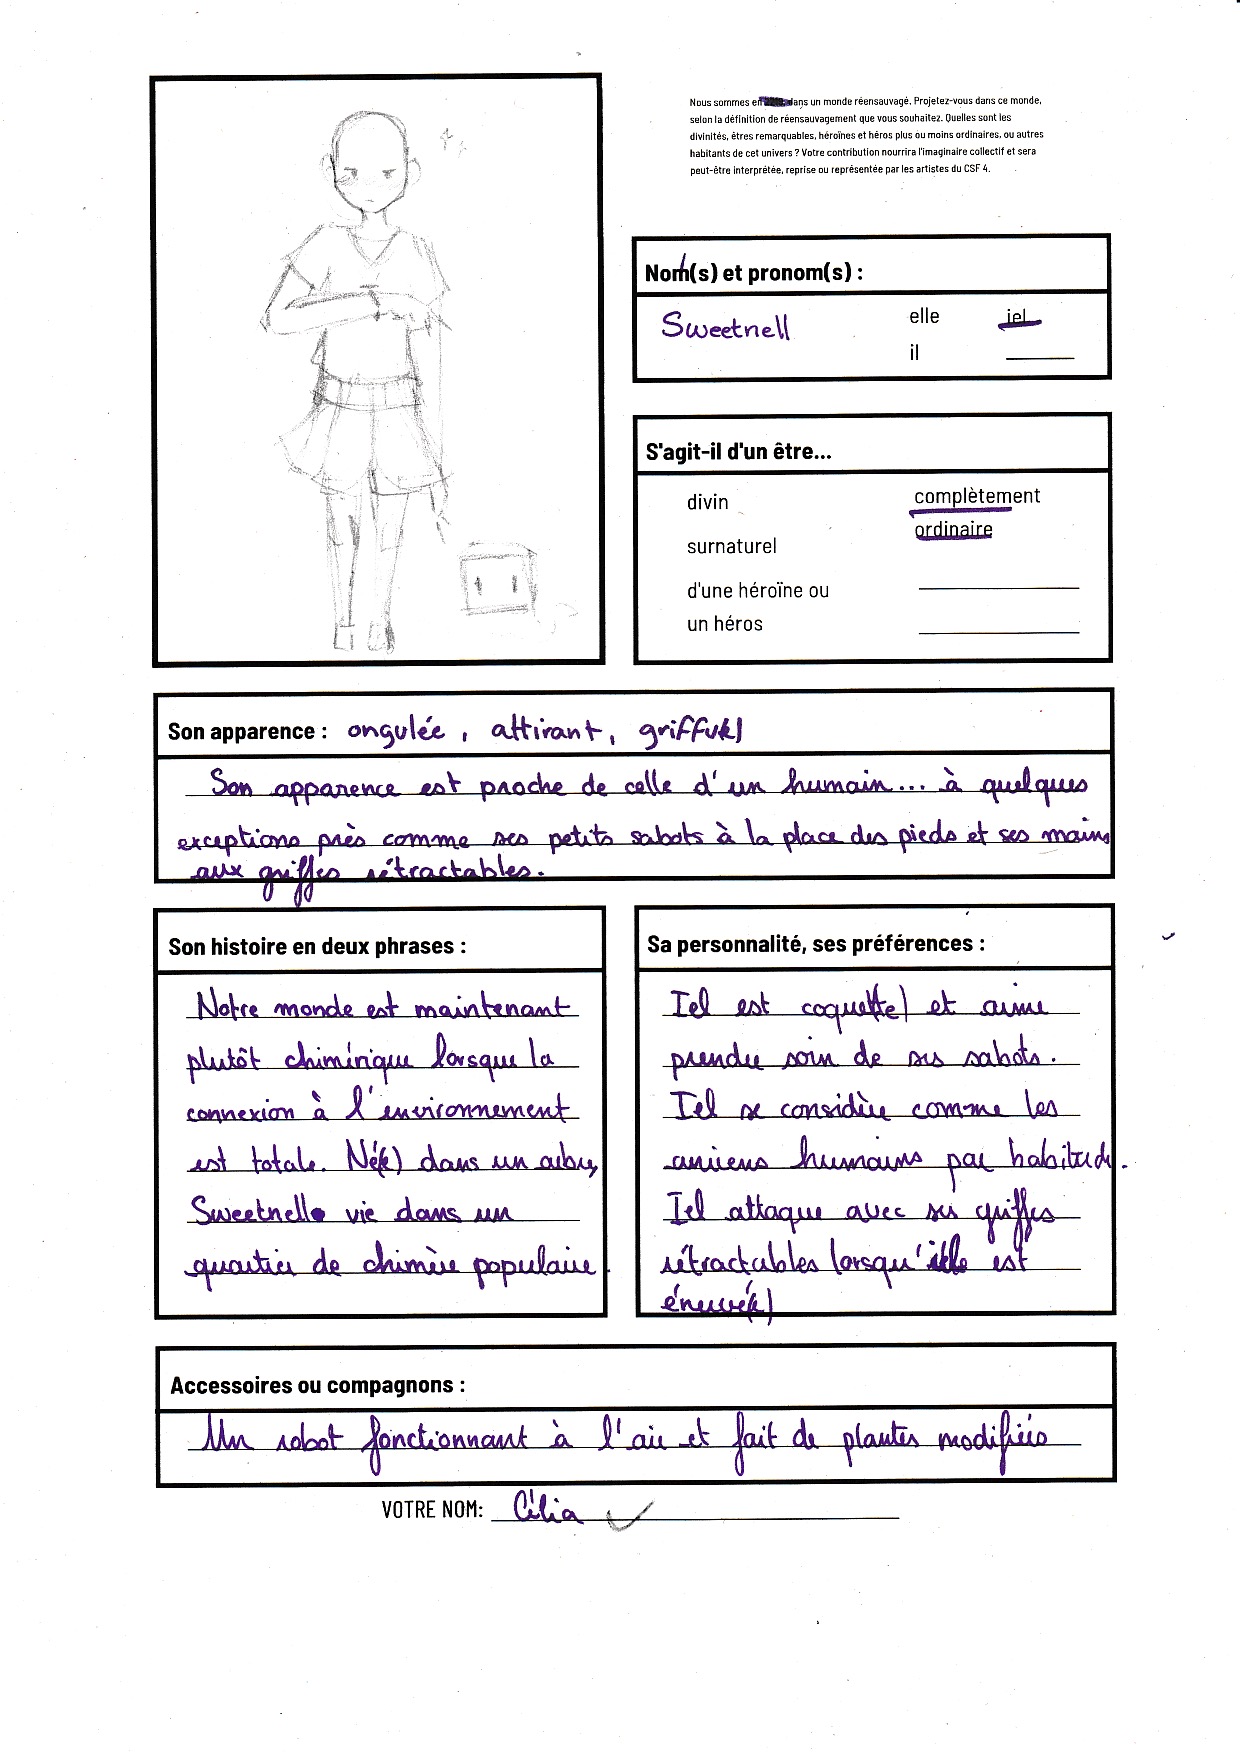 Nous sommes en dans un monde réensauvagé. Projetez-vous dans ce monde,
selon la définition de réensauvagement que vous souhaitez. Quelles sont les
divinités, êtres remarquables, héroïnes et héros plus ou moins ordinaires, ou autres
habitants de cet univers ? Votre contribution nourrira l'imaginaire collectif et sera
peut-être interprétée, reprise ou représentée par les artistes du CSF 4.
Nom(s) et pronom(s) :
Sweetnell
elle iel
il
S'agit-il d'un être...
divin
surnaturel
d'une héroïne ou
un héros
complètement
ordinaire
Son apparence : ongulée, attirant,
Son apparence est proche de celle d'un humain... à quelques
exceptions près comme ses petits sabots à la place des pieds et ses mains
aux griffes rétractables.
Son histoire en deux phrases :
Notre monde est maintenant
plutôt chimérique lorsque la
connexion à l'environnement
est totale. Né(e) dans un arbre,
Sweetnell vie dans un
quartier de chimère populaire.
Sa personnalité, ses préférences :
Iel est coquet(te) et aime
prendre soin de ses sabots.
Iel se considère comme les
anciens humains par habitude.
Iel attaque avec ses griffes
rétractables est
énervé(e)
Accessoires ou compagnons :
Un robot fonctionnant à l'air et fait de plantes modifiés
VOTRE NOM: Célia